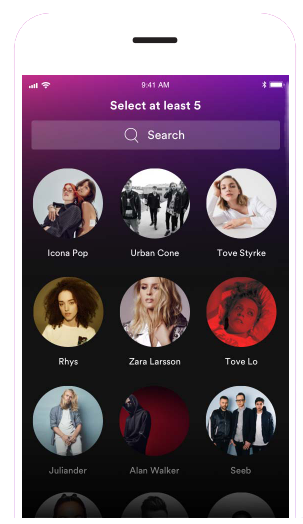 9:41 AM
Select at least 5
Search
Icona Pop Urban Cone Tove Styrke
Rhys Zara Larsson Tove Lo
Juliander Alan Walker Seeb